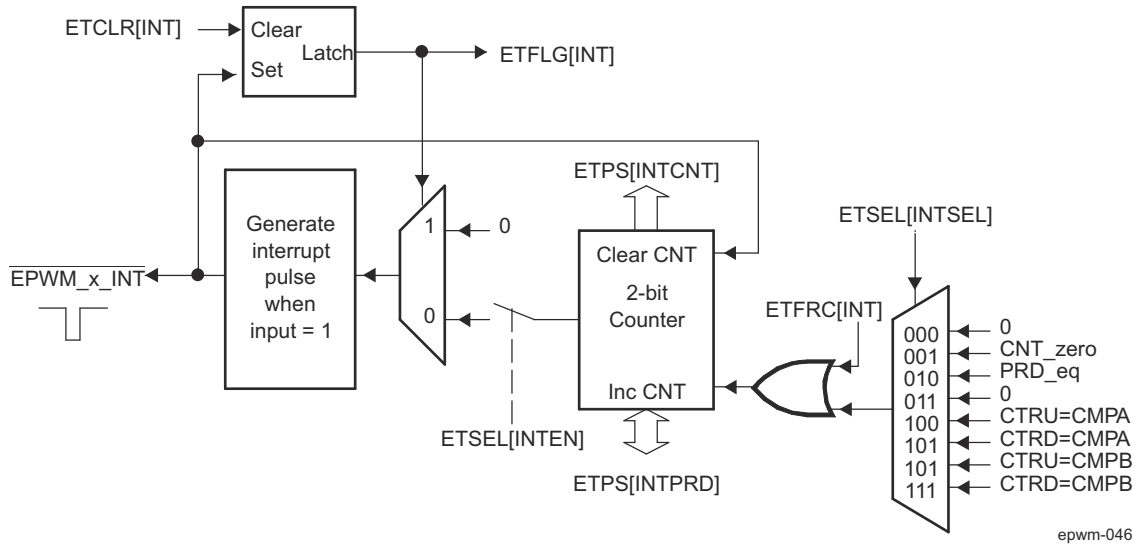 ETCLR[INT]
Clear
Latch
Set
ETFLG[INT]
ETPS[INTCNT]
ETSEL[INTSEL]
Generate
interrupt
pulse
when
input = 1
1
0
0
EPWM_x_INT
Clear CNT
2-bit
Counter
Inc CNT
ETFRC[INT]
000
001
010
011
100
101
101
111
0
CNT_zero
PRD_eq
0
CTRU=CMPA
CTRD=CMPA
CTRU=CMPB
CTRD=CMPB
ETSEL[INTEN]
ETPS[INTPRD]
epwm-046